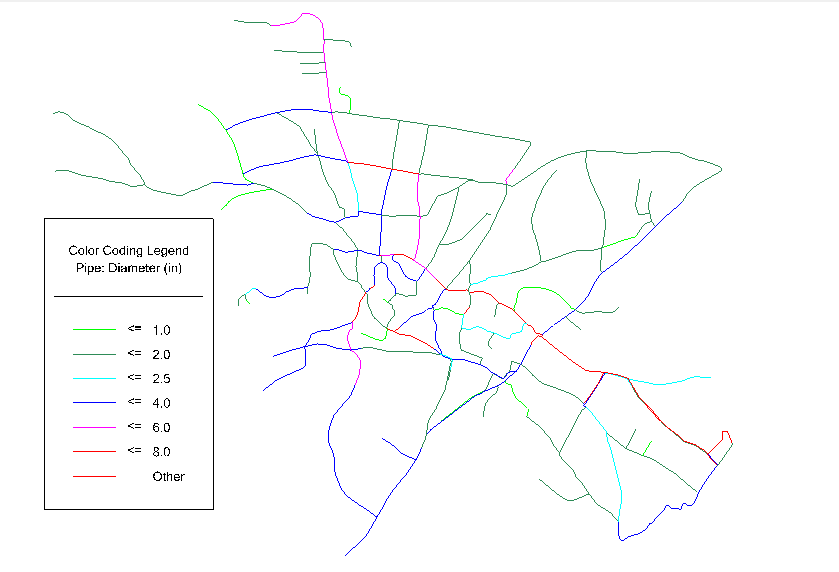 Color Coding Legend
Pipe: Diameter (in)
<= 1.0
<= 2.0
<= 2.5
<= 4.0
<= 6.0
<= 8.0
Other